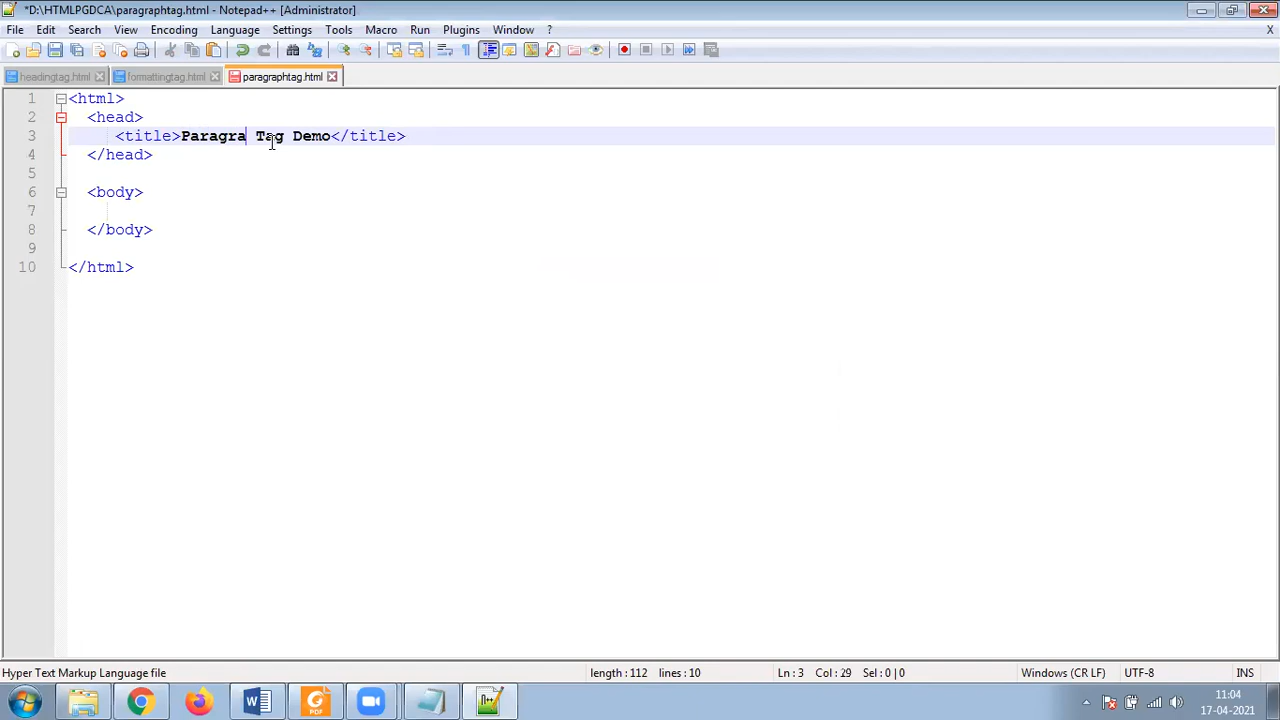 *D:\HTMLPGDCA\paragraphtag.html - Notepad++ [Administrator]
File Edit Search View Encoding Language Settings Tools Macro Run Plugins Window ? X
headingtag.html formattingtag.html paragraphtag.html
1 <html>
2 <head>
3 <title>Paragra Tag Demo</title>
4 </head>
5
6 <body>
7
8 </body>
9
10 </html>
Hyper Text Markup Language file length : 112 lines : 10 Ln : 3 Col : 29 Sel : 0 | 0 Windows (CR LF) UTF-8 INS
PDF
11:04
17-04-2021